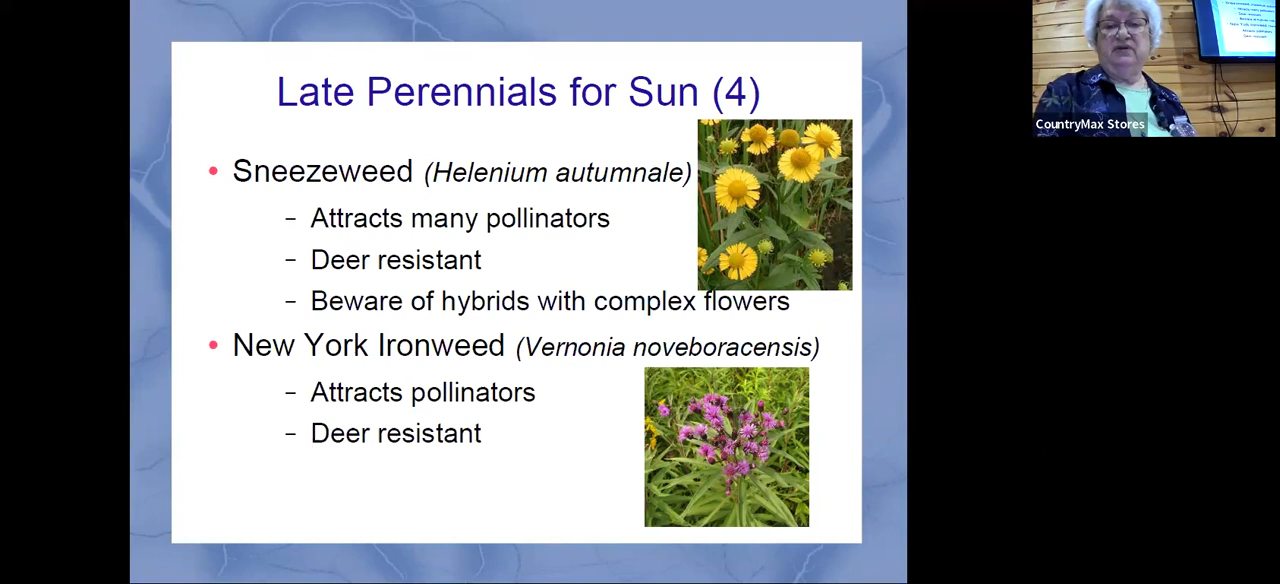 Late Perennials for Sun (4)
• Sneezeweed (Helenium autumnale)
– Attracts many pollinators
– Deer resistant
– Beware of hybrids with complex flowers
• New York Ironweed (Vernonia noveboracensis)
– Attracts pollinators
– Deer resistant
CountryMax Stores